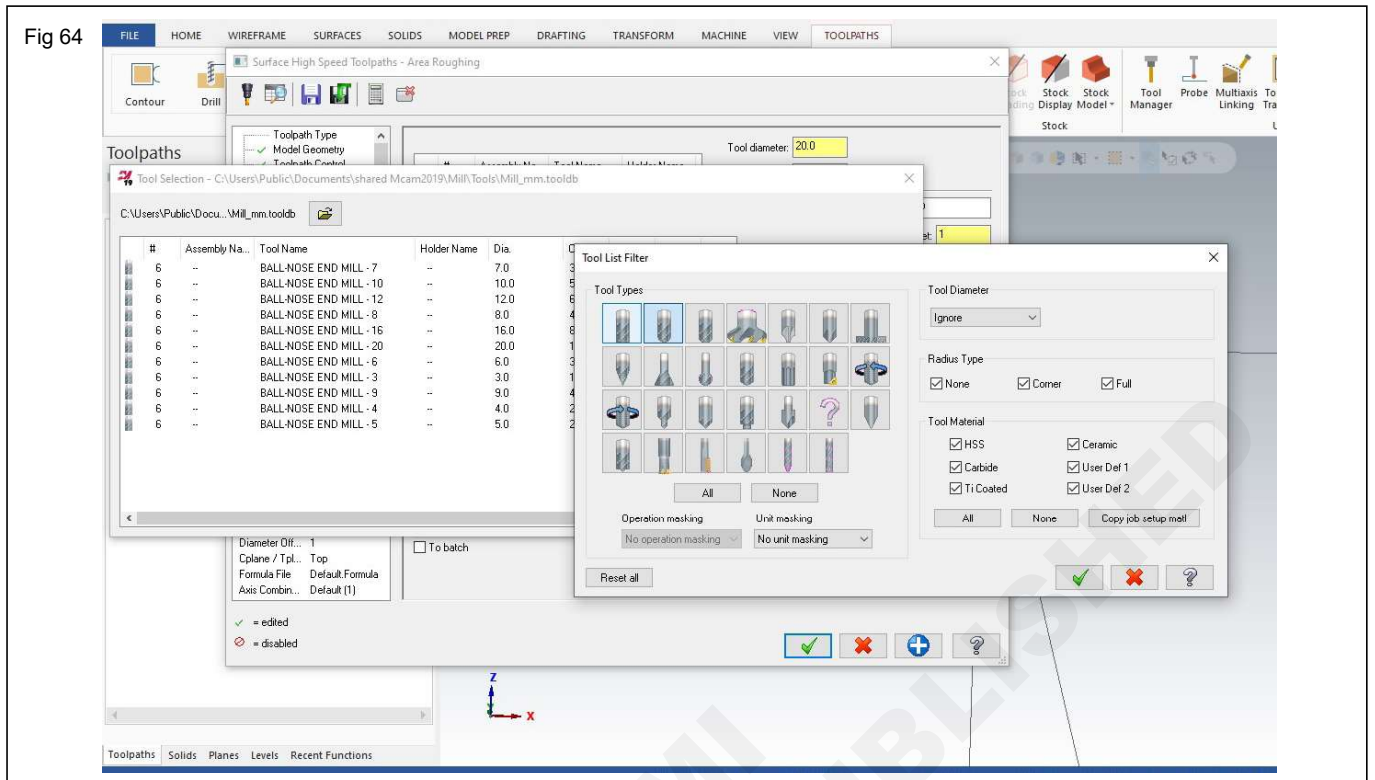 Fig 64
FILE HOME WIREFRAME SURFACES SOLIDS MODEL PREP DRAFTING TRANSFORM MACHINE VIEW TOOLPATHS
Surface High Speed Toolpaths - Area Roughing
Contour Drill
Stock Display Stock Model Tool Manager Probe Multiaxis Linking
Stock
Toolpaths
Toolpath Type
Model Geometry
Toolpath Control
Tool diameter: 20.0
# Assembly Na... Tool Name Holder Name
Tool Selection - C:\Users\Public\Documents\shared Mcam2019\Mill\Tools\Mill_mm.tooldb
C:\Users\Public\Docu...\Mill_mm.tooldb
1
# Assembly Na... Tool Name Holder Name Dia.
6 -- BALL-NOSE END MILL - 7 -- 7.0
6 -- BALL-NOSE END MILL - 10 -- 10.0
6 -- BALL-NOSE END MILL - 12 -- 12.0
6 -- BALL-NOSE END MILL - 8 -- 8.0
6 -- BALL-NOSE END MILL - 16 -- 16.0
6 -- BALL-NOSE END MILL - 20 -- 20.0
6 -- BALL-NOSE END MILL - 6 -- 6.0
6 -- BALL-NOSE END MILL - 3 -- 3.0
6 -- BALL-NOSE END MILL - 9 -- 9.0
6 -- BALL-NOSE END MILL - 4 -- 4.0
6 -- BALL-NOSE END MILL - 5 -- 5.0
Tool List Filter
Tool Types
All None
Operation masking Unit masking
No operation masking No unit masking
Reset all
Tool Diameter
Ignore
Radius Type
None Corner Full
Tool Material
HSS Ceramic
Carbide User Def 1
Ti Coated User Def 2
All None Copy job setup matl
Diameter Off... 1
Cplane / Tpl... Top
Formula File Default.Formula
Axis Combin... Default (1)
To batch
= edited
= disabled
Z
X
Toolpaths Solids Planes Levels Recent Functions